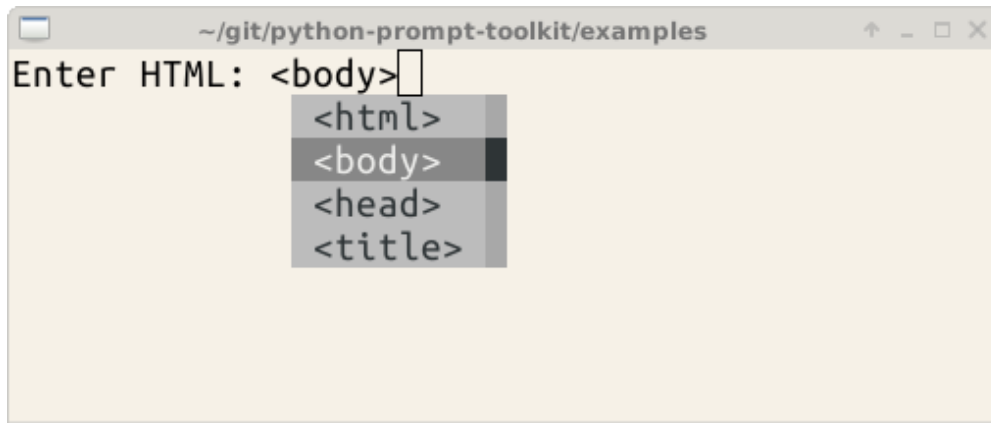 ~/git/python-prompt-toolkit/examples
Enter HTML: <body>
<html>
<body>
<head>
<title>